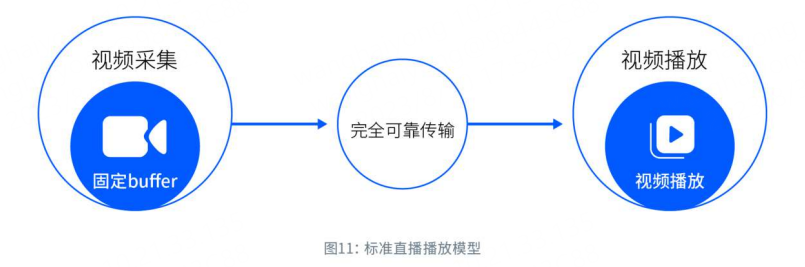 视频采集
固定buffer
完全可靠传输
视频播放
视频播放
图11：标准直播播放模型